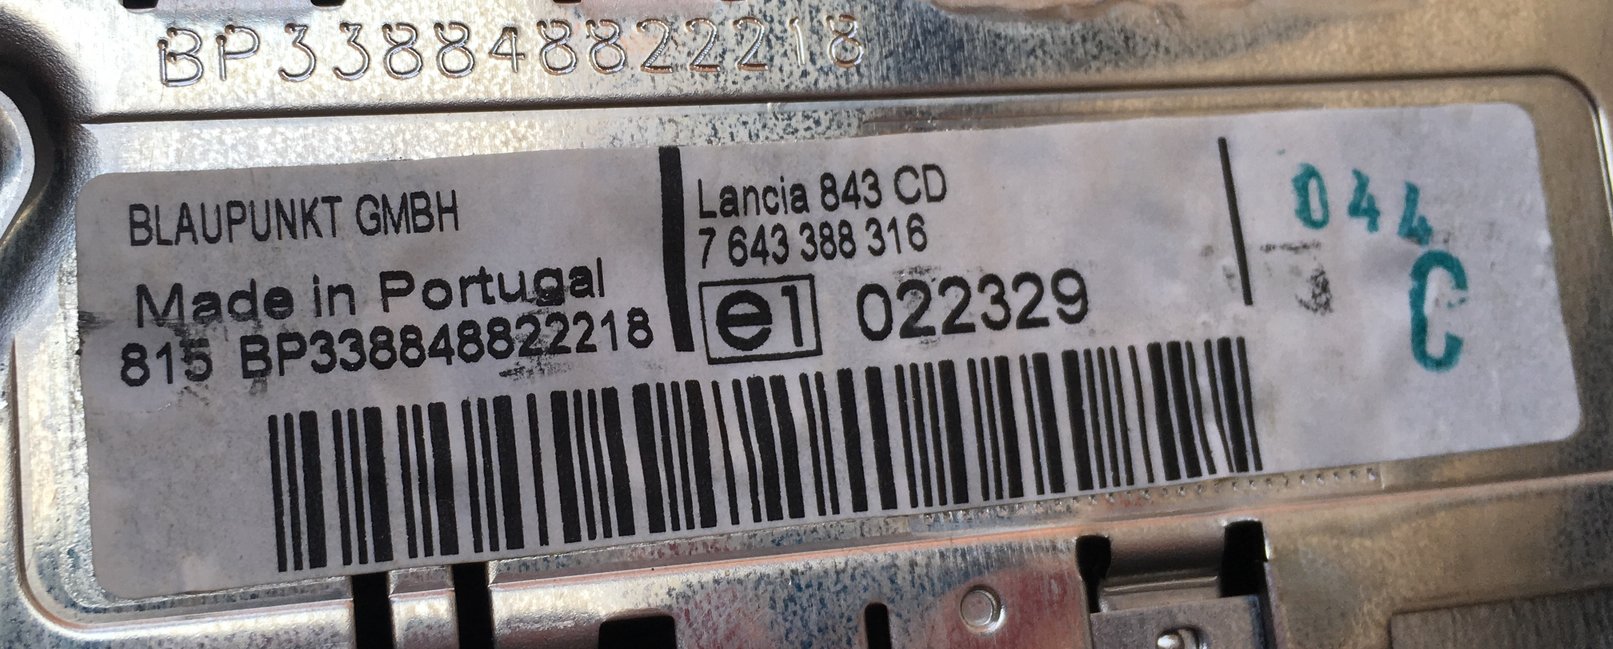 BP338848822218
BLAUPUNKT GMBH
Made in Portugal
815 BP338848822218
Lancia 843 CD
7 643 388 316
e1 022329
044
C